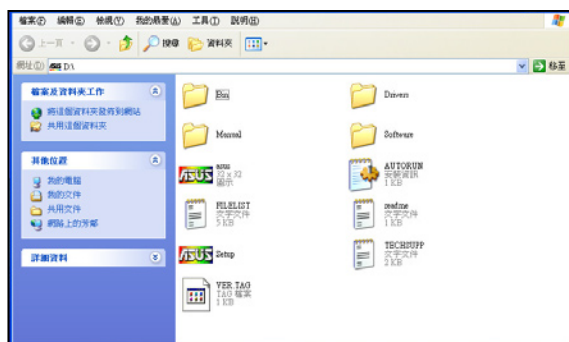 檔案(F) 編輯(E) 檢視(V) 我的最愛(A) 工具(T) 說明(H)
上一頁 搜尋 資料夾
網址(D) D:\ 移至
檔案及資料夾工作
將這個資料夾發佈到網站
共用這個資料夾
其他位置
我的電腦
我的文件
共用文件
網路上的芳鄰
詳細資料
Bin
Drivers
Manual
Software
ASUS
asus
32 x 32
圖示
AUTORUN
安裝資訊
1 KB
FILELIST
文字文件
5 KB
readme
文字文件
1 KB
ASUS
Setup
TECHSUPP
文字文件
2 KB
VER.TAG
TAG 檔案
1 KB